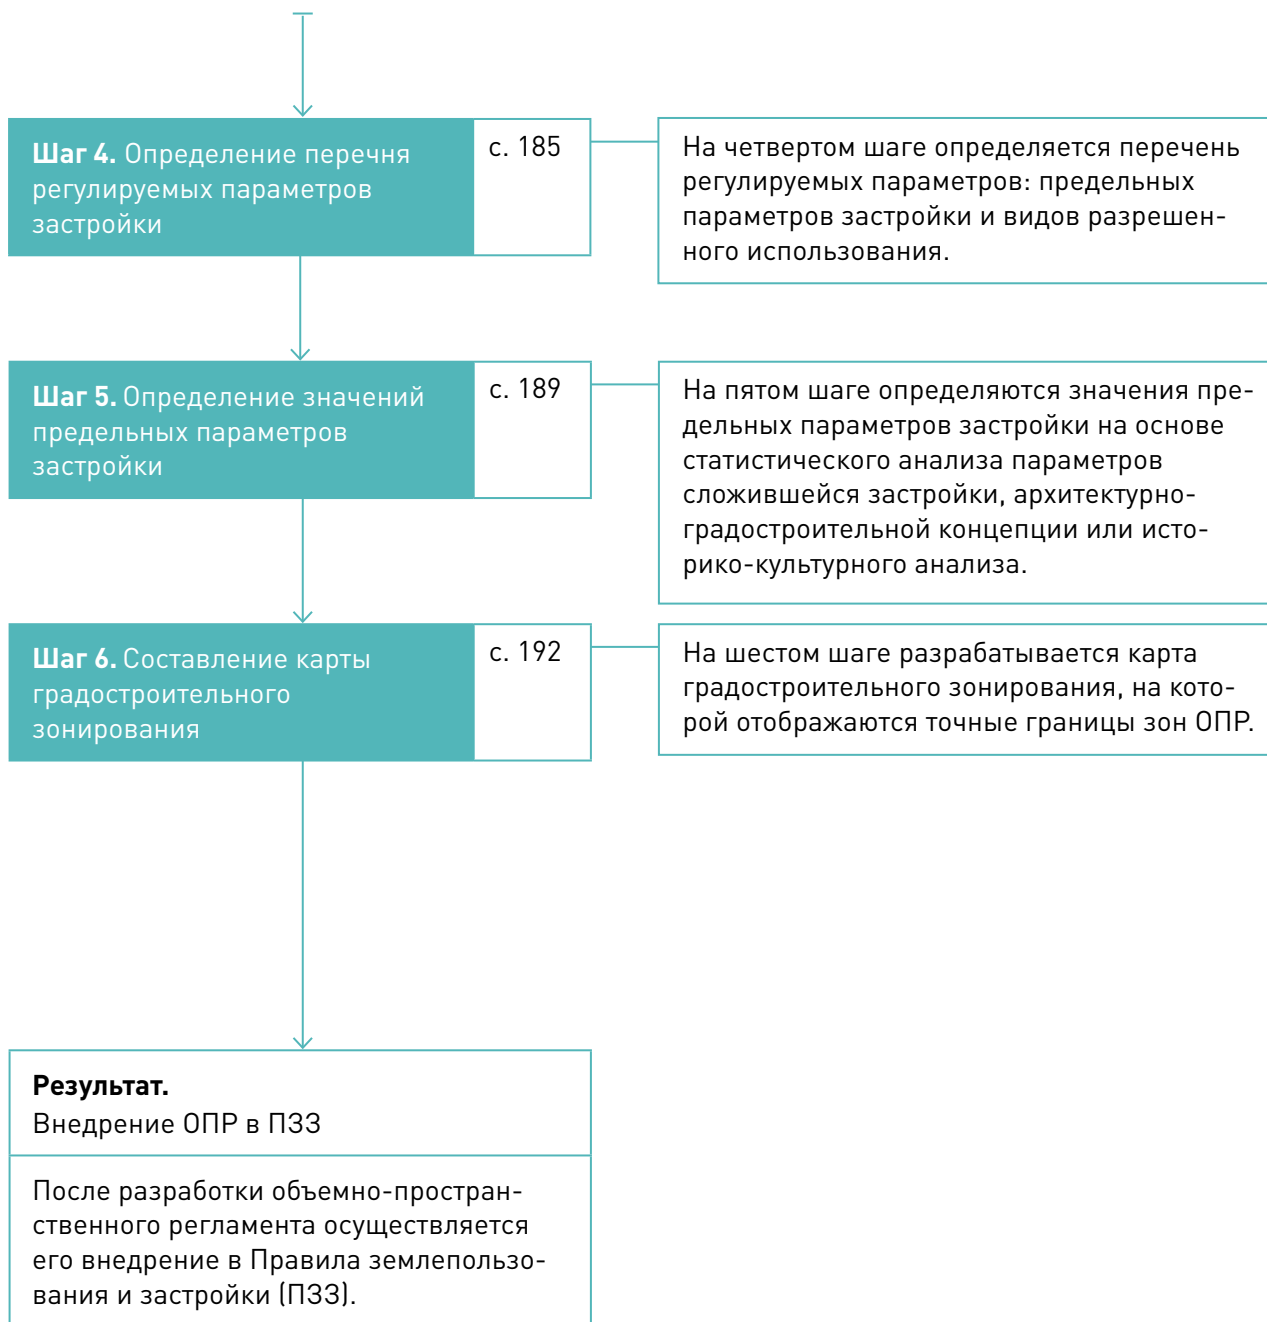 Шаг 4. Определение перечня
регулируемых параметров
застройки
с. 185
На четвертом шаге определяется перечень
регулируемых параметров: предельных
параметров застройки и видов разрешен-
ного использования.
Шаг 5. Определение значений
предельных параметров
застройки
с. 189
На пятом шаге определяются значения пре-
дельных параметров застройки на основе
статистического анализа параметров
сложившейся застройки, архитектурно-
градостроительной концепции или исто-
рико-культурного анализа.
Шаг 6. Составление карты
градостроительного
зонирования
с. 192
На шестом шаге разрабатывается карта
градостроительного зонирования, на кото-
рой отображаются точные границы зон ОПР.
Результат.
Внедрение ОПР в ПЗЗ
После разработки объемно-простран-
ственного регламента осуществляется
его внедрение в Правила землепользо-
вания и застройки (ПЗЗ).